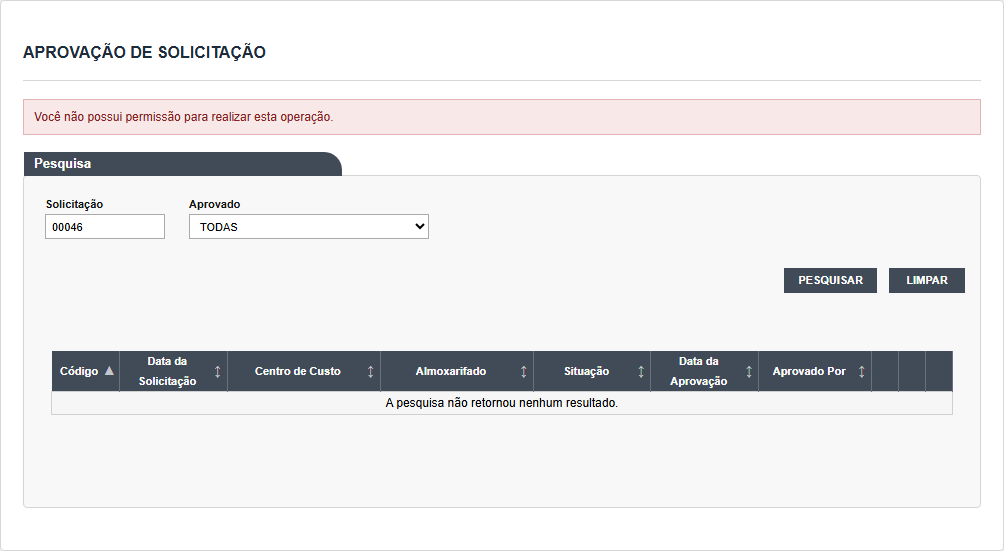 APROVAÇÃO DE SOLICITAÇÃO
Você não possui permissão para realizar esta operação.
Pesquisa
Solicitação Aprovado
00046 TODAS
PESQUISAR LIMPAR
Código Data da Solicitação Centro de Custo Almoxarifado Situação Data da Aprovação Aprovado Por
A pesquisa não retornou nenhum resultado.